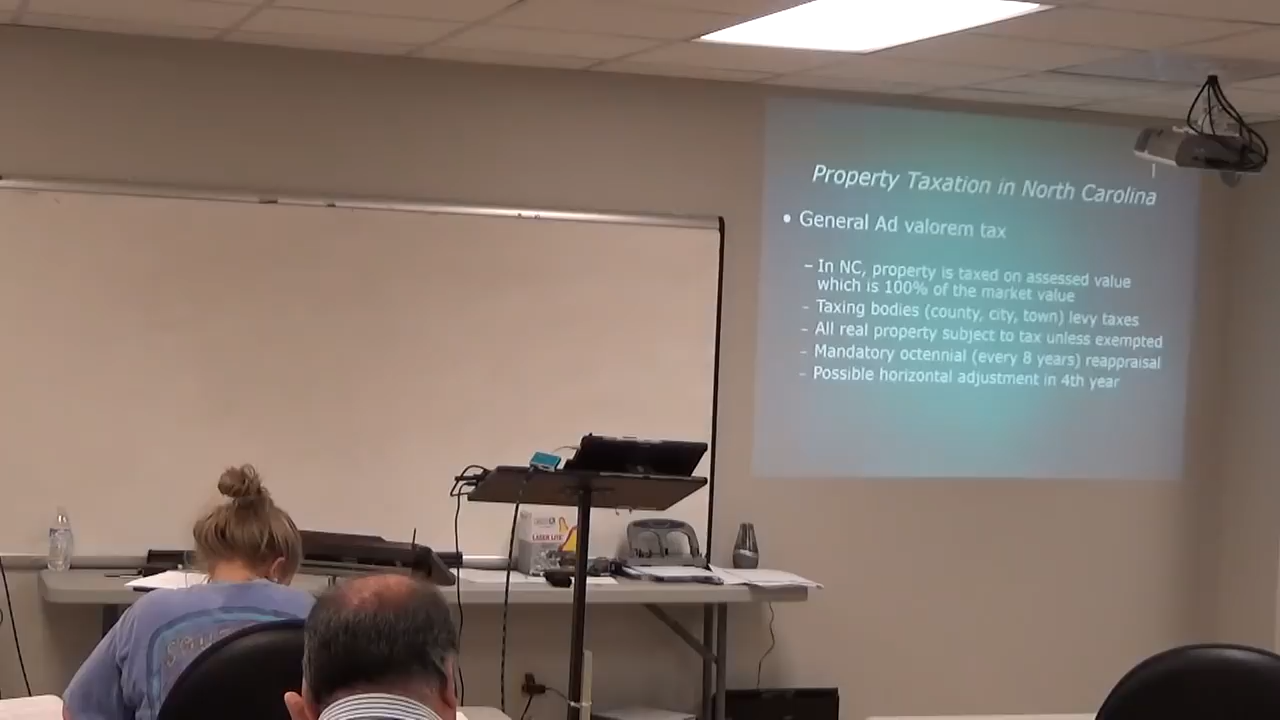 Property Taxation in North Carolina
• General Ad valorem tax
– In NC, property is taxed on assessed value
which is 100% of the market value
– Taxing bodies (county, city, town) levy taxes
– All real property subject to tax unless exempted
– Mandatory octennial (every 8 years) reappraisal
– Possible horizontal adjustment in 4th year
LASER LITE